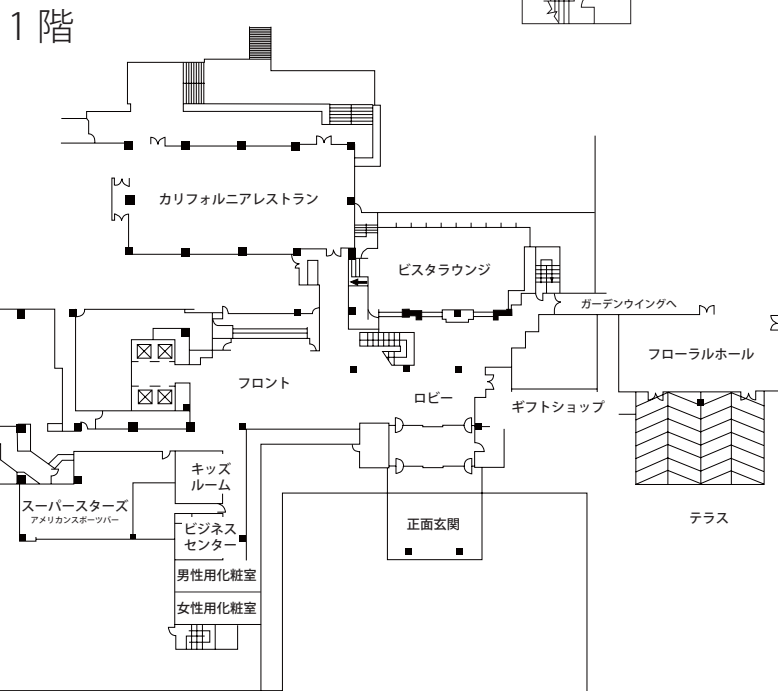 1 階
カリフォルニアレストラン
ビスタラウンジ
ガーデンウイングへ
フローラルホール
フロント
ロビー
ギフトショップ
キッズ
ルーム
スーパースターズ
アメリカンスポーツバー
ビジネス
センター
正面玄関
テラス
男性用化粧室
女性用化粧室